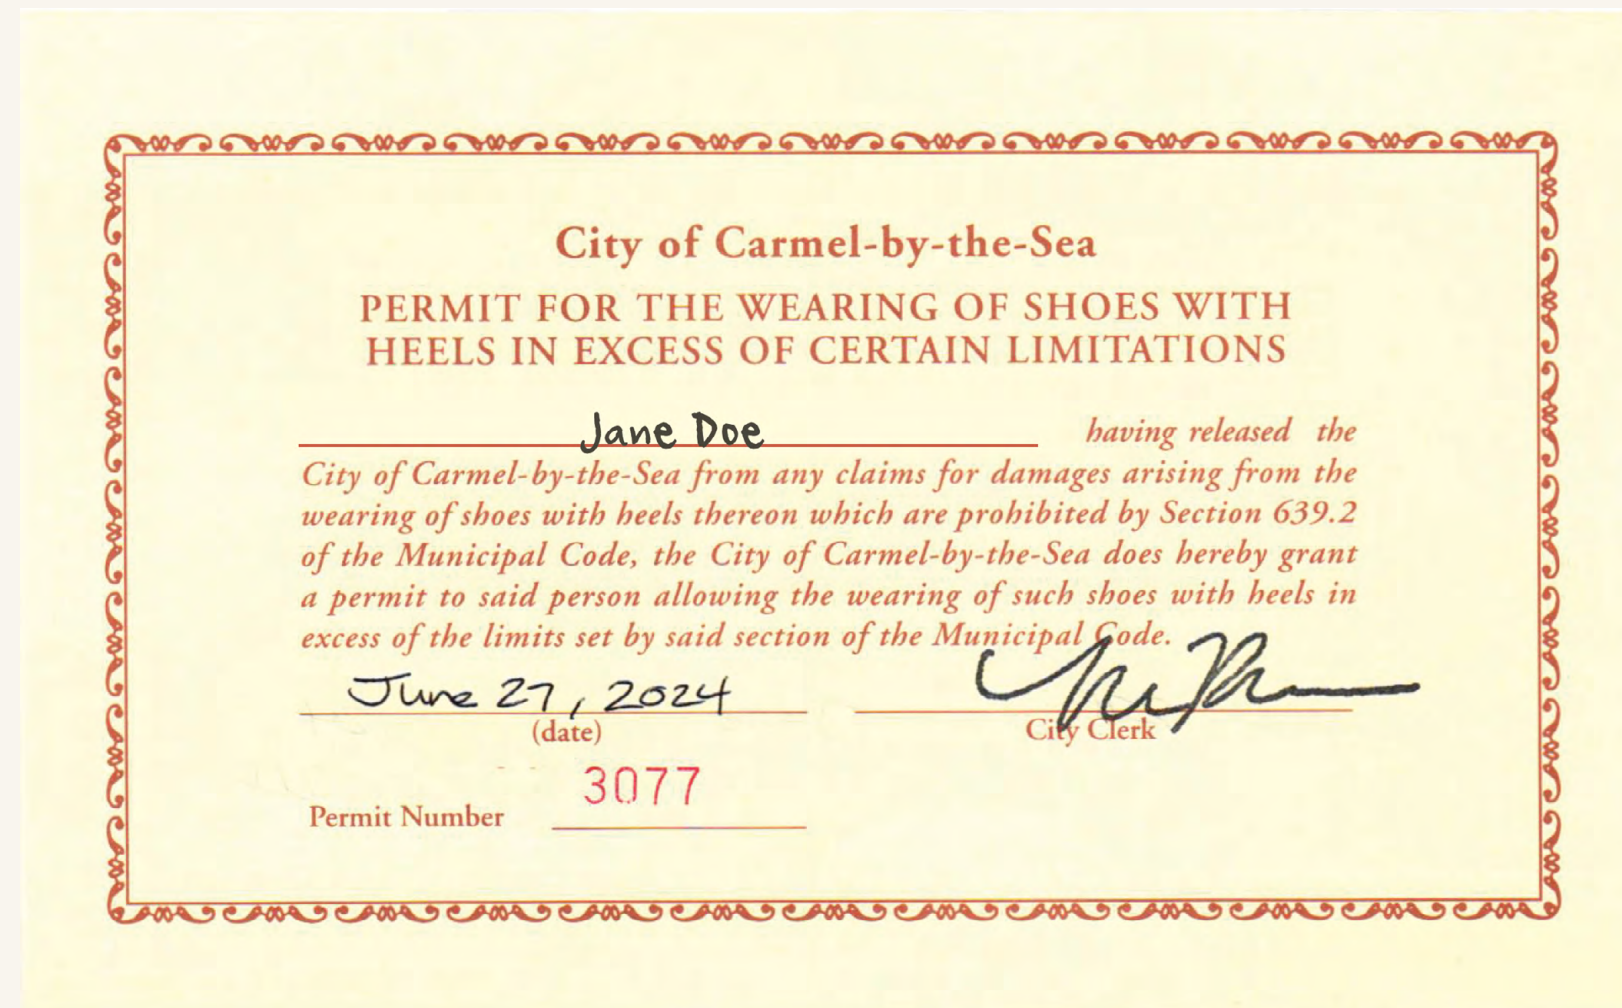 City of Carmel-by-the-Sea
PERMIT FOR THE WEARING OF SHOES WITH
HEELS IN EXCESS OF CERTAIN LIMITATIONS
Jane Doe having released the
City of Carmel-by-the-Sea from any claims for damages arising from the
wearing of shoes with heels thereon which are prohibited by Section 639.2
of the Municipal Code, the City of Carmel-by-the-Sea does hereby grant
a permit to said person allowing the wearing of such shoes with heels in
excess of the limits set by said section of the Municipal Code.
June 27, 2024
(date) City Clerk
3077
Permit Number